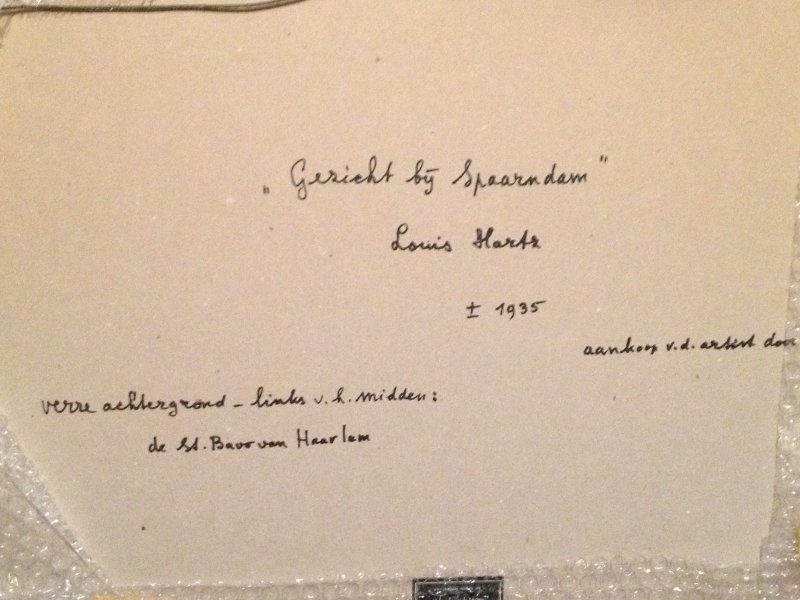 „Gezicht bij Spaarndam"
Louis Hartz
± 1935
aankoop v.d. artist door
verre achtergrond - links v.h. midden:
de St. Bavo van Haarlem